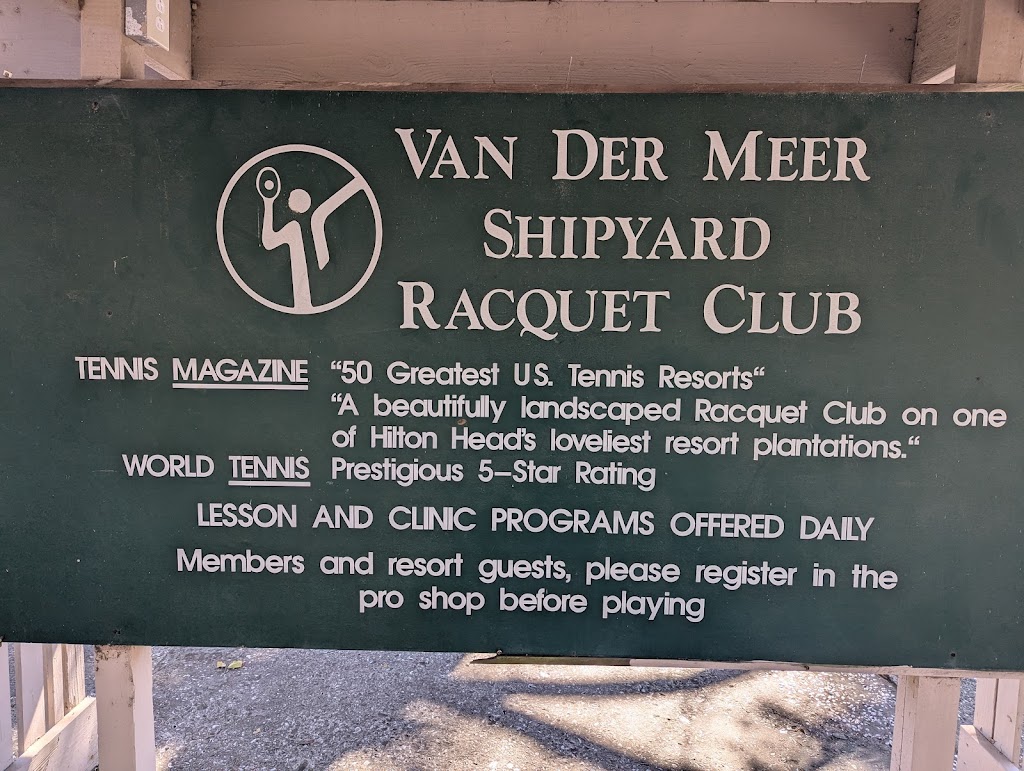 VAN DER MEER
SHIPYARD
RACQUET CLUB
TENNIS MAGAZINE "50 Greatest U.S. Tennis Resorts"
"A beautifully landscaped Racquet Club on one
of Hilton Head's loveliest resort plantations."
WORLD TENNIS Prestigious 5-Star Rating
LESSON AND CLINIC PROGRAMS OFFERED DAILY
Members and resort guests, please register in the
pro shop before playing